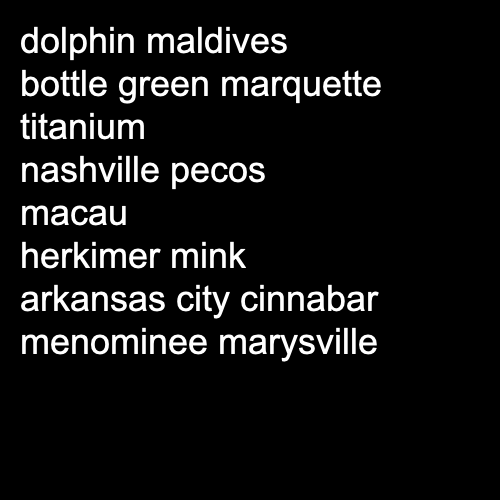 dolphin maldives
bottle green marquette
titanium
nashville pecos
macau
herkimer mink
arkansas city cinnabar
menominee marysville